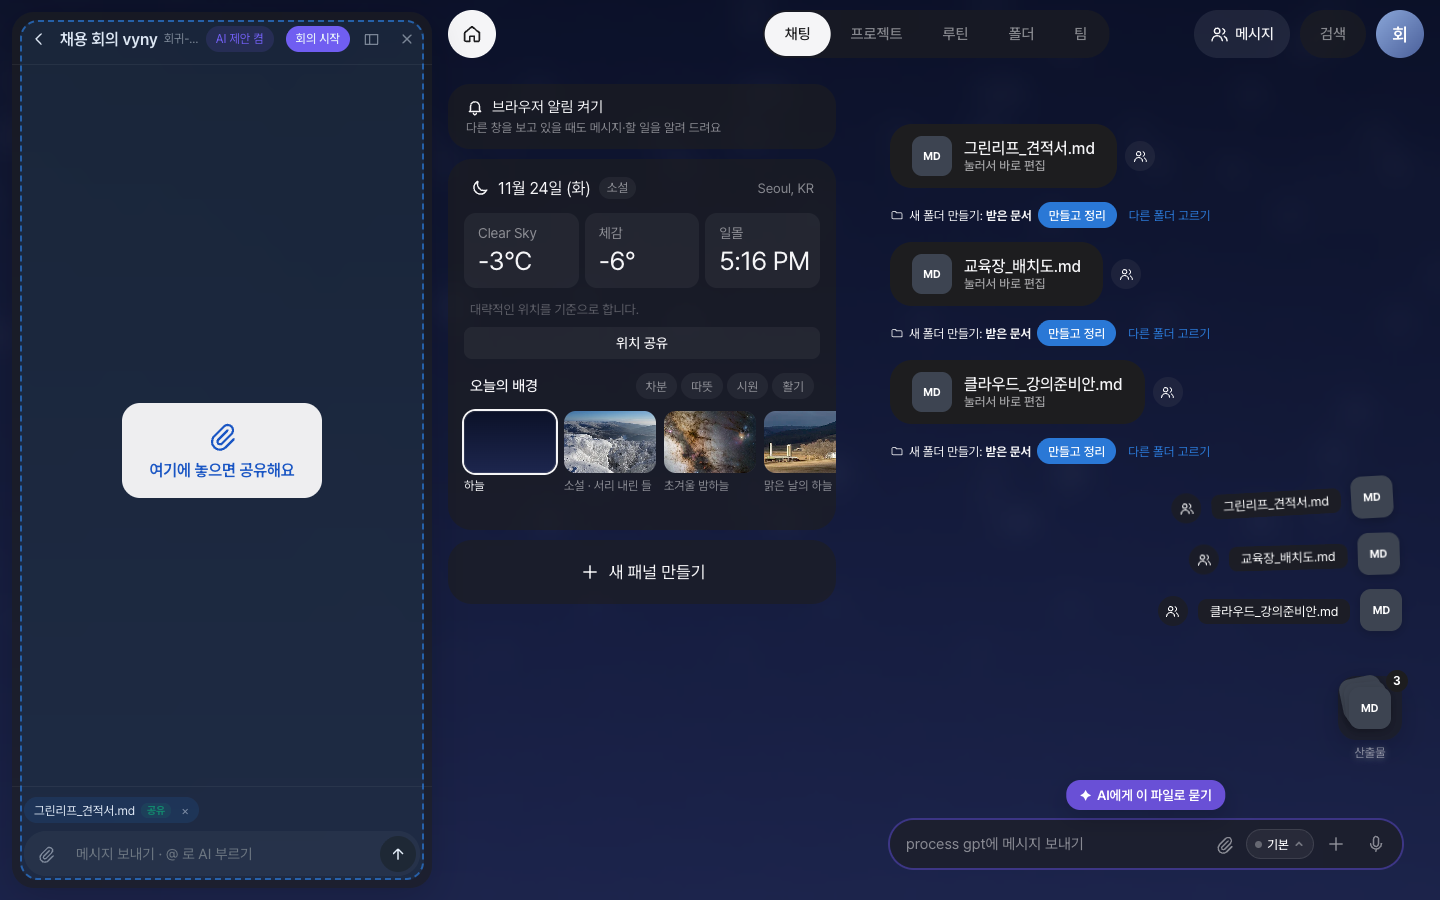 채용 회의 vyny 회귀-... AI 제안 컴 회의 시작
여기에 놓으면 공유해요
그린리프_견적서.md 공유 ×
메시지 보내기 · @ 로 AI 부르기
채팅 프로젝트 루틴 폴더 팀
메시지 검색 회
브라우저 알림 켜기
다른 창을 보고 있을 때도 메시지·할 일을 알려 드려요
11월 24일 (화) 소설 Seoul, KR
Clear Sky 체감 일몰
-3°C -6° 5:16 PM
대략적인 위치를 기준으로 합니다.
위치 공유
오늘의 배경 차분 따뜻 시원 활기
하늘 소설 · 서리 내린 들 초겨울 밤하늘 맑은 날의 하늘
새 패널 만들기
MD 그린리프_견적서.md
눌러서 바로 편집
새 폴더 만들기: 받은 문서 만들고 정리 다른 폴더 고르기
MD 교육장_배치도.md
눌러서 바로 편집
새 폴더 만들기: 받은 문서 만들고 정리 다른 폴더 고르기
MD 클라우드_강의준비안.md
눌러서 바로 편집
새 폴더 만들기: 받은 문서 만들고 정리 다른 폴더 고르기
그린리프_견적서.md MD
교육장_배치도.md MD
클라우드_강의준비안.md MD
3
MD
산출물
AI에게 이 파일로 묻기
process gpt에 메시지 보내기 기본